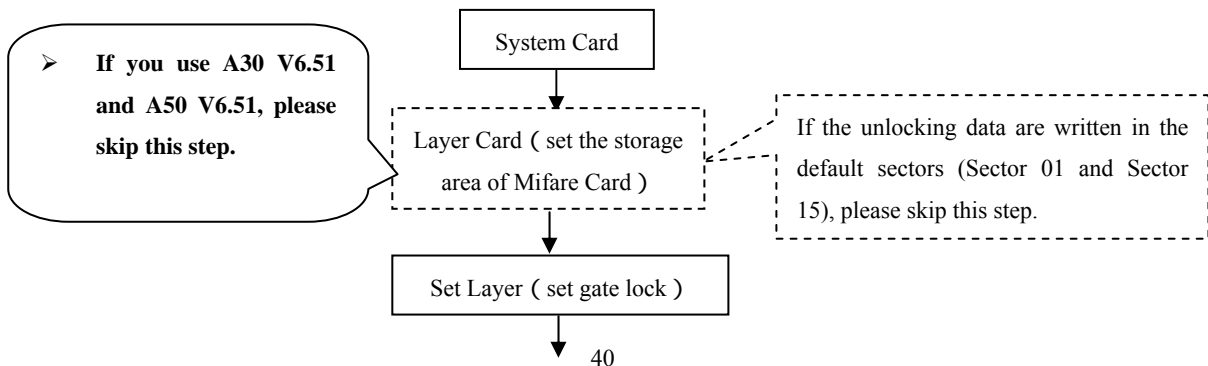 System Card
➢ If you use A30 V6.51
and A50 V6.51, please
skip this step.
Layer Card ( set the storage
area of Mifare Card )
If the unlocking data are written in the
default sectors (Sector 01 and Sector
15), please skip this step.
Set Layer ( set gate lock )
40